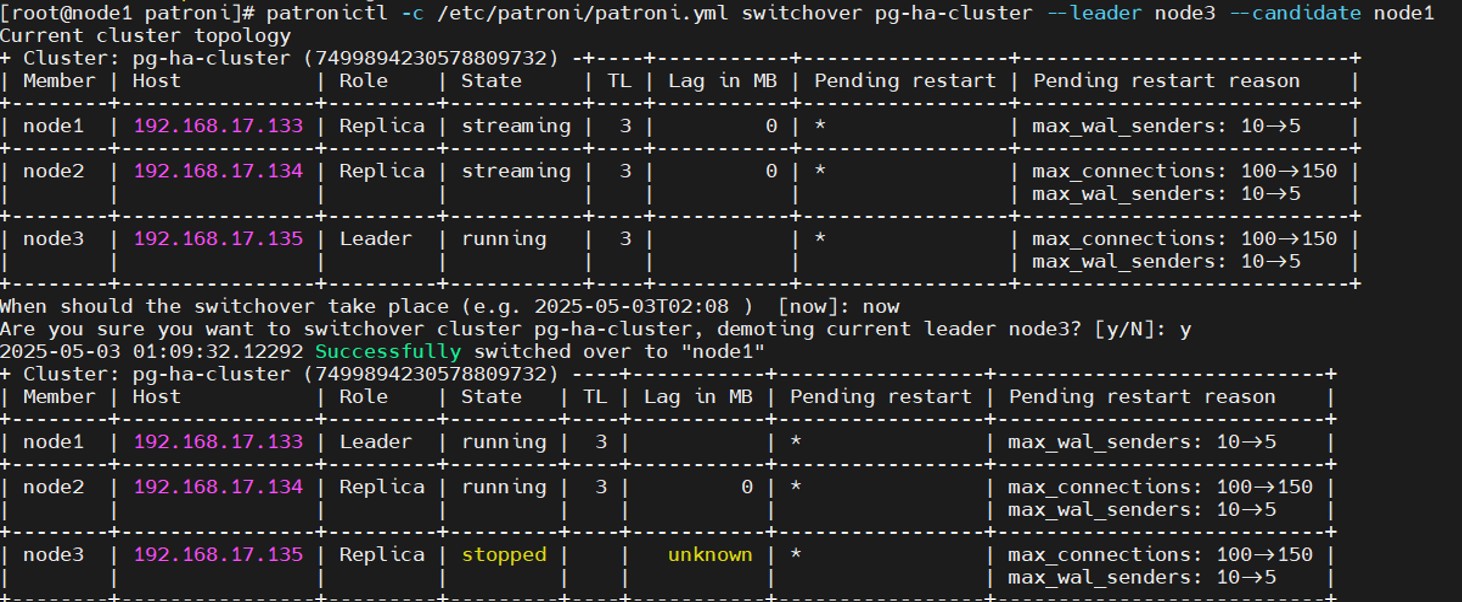 [root@node1 patroni]# patronictl -c /etc/patroni/patroni.yml switchover pg-ha-cluster --leader node3 --candidate node1
Current cluster topology
+ Cluster: pg-ha-cluster (7499894230578809732) -+----+-----------+-----------------+---------------------------+
| Member | Host           | Role    | State     | TL | Lag in MB | Pending restart | Pending restart reason    |
+--------+----------------+---------+-----------+----+-----------+-----------------+---------------------------+
| node1  | 192.168.17.133 | Replica | streaming |  3 |         0 | *               | max_wal_senders: 10->5    |
+--------+----------------+---------+-----------+----+-----------+-----------------+---------------------------+
| node2  | 192.168.17.134 | Replica | streaming |  3 |         0 | *               | max_connections: 100->150 |
|        |                |         |           |    |           |                 | max_wal_senders: 10->5    |
+--------+----------------+---------+-----------+----+-----------+-----------------+---------------------------+
| node3  | 192.168.17.135 | Leader  | running   |  3 |           | *               | max_connections: 100->150 |
|        |                |         |           |    |           |                 | max_wal_senders: 10->5    |
+--------+----------------+---------+-----------+----+-----------+-----------------+---------------------------+
When should the switchover take place (e.g. 2025-05-03T02:08 )  [now]: now
Are you sure you want to switchover cluster pg-ha-cluster, demoting current leader node3? [y/N]: y
2025-05-03 01:09:32.12292 Successfully switched over to "node1"
+ Cluster: pg-ha-cluster (7499894230578809732) ----+-----------+-----------------+---------------------------+
| Member | Host           | Role    | State   | TL | Lag in MB | Pending restart | Pending restart reason    |
+--------+----------------+---------+---------+----+-----------+-----------------+---------------------------+
| node1  | 192.168.17.133 | Leader  | running |  3 |           | *               | max_wal_senders: 10->5    |
+--------+----------------+---------+---------+----+-----------+-----------------+---------------------------+
| node2  | 192.168.17.134 | Replica | running |  3 |         0 | *               | max_connections: 100->150 |
|        |                |         |         |    |           |                 | max_wal_senders: 10->5    |
+--------+----------------+---------+---------+----+-----------+-----------------+---------------------------+
| node3  | 192.168.17.135 | Replica | stopped |    |   unknown | *               | max_connections: 100->150 |
|        |                |         |         |    |           |                 | max_wal_senders: 10->5    |
+--------+----------------+---------+---------+----+-----------+-----------------+---------------------------+